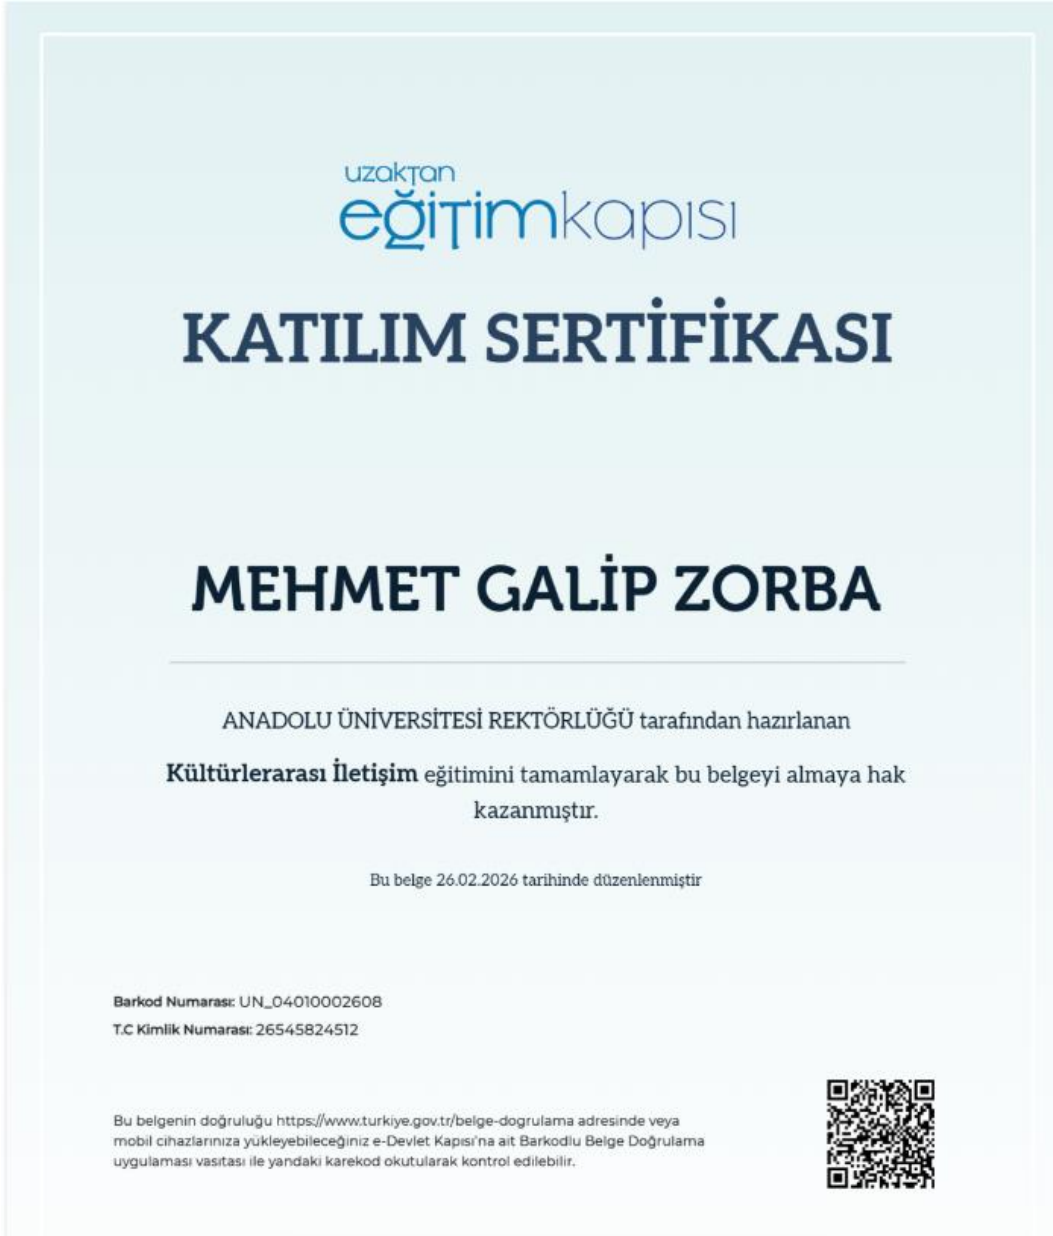 uzaktan
eğitimkapısı
KATILIM SERTİFİKASI
MEHMET GALİP ZORBA
ANADOLU ÜNİVERSİTESİ REKTÖRLÜĞÜ tarafından hazırlanan
Kültürlerarası İletişim eğitimini tamamlayarak bu belgeyi almaya hak
kazanmıştır.
Bu belge 26.02.2026 tarihinde düzenlenmiştir
Barkod Numarası: UN_04010002608
T.C Kimlik Numarası: 26545824512
Bu belgenin doğruluğu https://www.turkiye.gov.tr/belge-dogrulama adresinde veya
mobil cihazlarınıza yükleyebileceğiniz e-Devlet Kapısı'na ait Barkodlu Belge Doğrulama
uygulaması vasıtası ile yandaki karekod okutularak kontrol edilebilir.